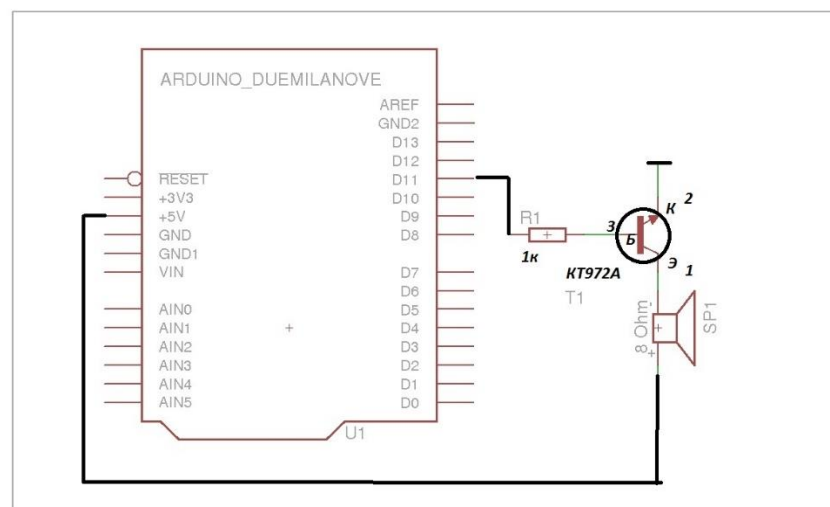 ARDUINO_DUEMILANOVE
AREF
GND2
D13
D12
RESET
D11
+3V3
D10
+5V
D9
GND
D8
GND1
VIN
D7
D6
AIN0
D5
AIN1
D4
AIN2
D3
AIN3
D2
AIN4
D1
AIN5
D0
U1
R1
1к
3
Б
К
2
Э
1
КТ972А
T1
8 Ohm
- +
SP1